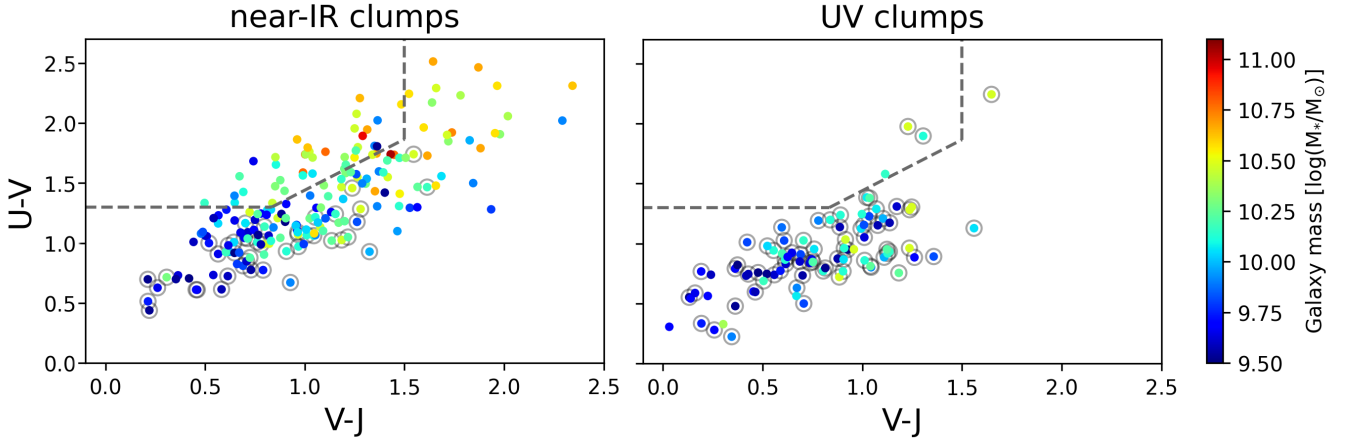 near-IR clumps
UV clumps
U-V
2.5
2.0
1.5
1.0
0.5
0.0
0.0 0.5 1.0 1.5 2.0 2.5
V-J
0.0 0.5 1.0 1.5 2.0 2.5
V-J
11.00
10.75
10.50
10.25
10.00
9.75
9.50
Galaxy mass [log(M*/M⊙)]